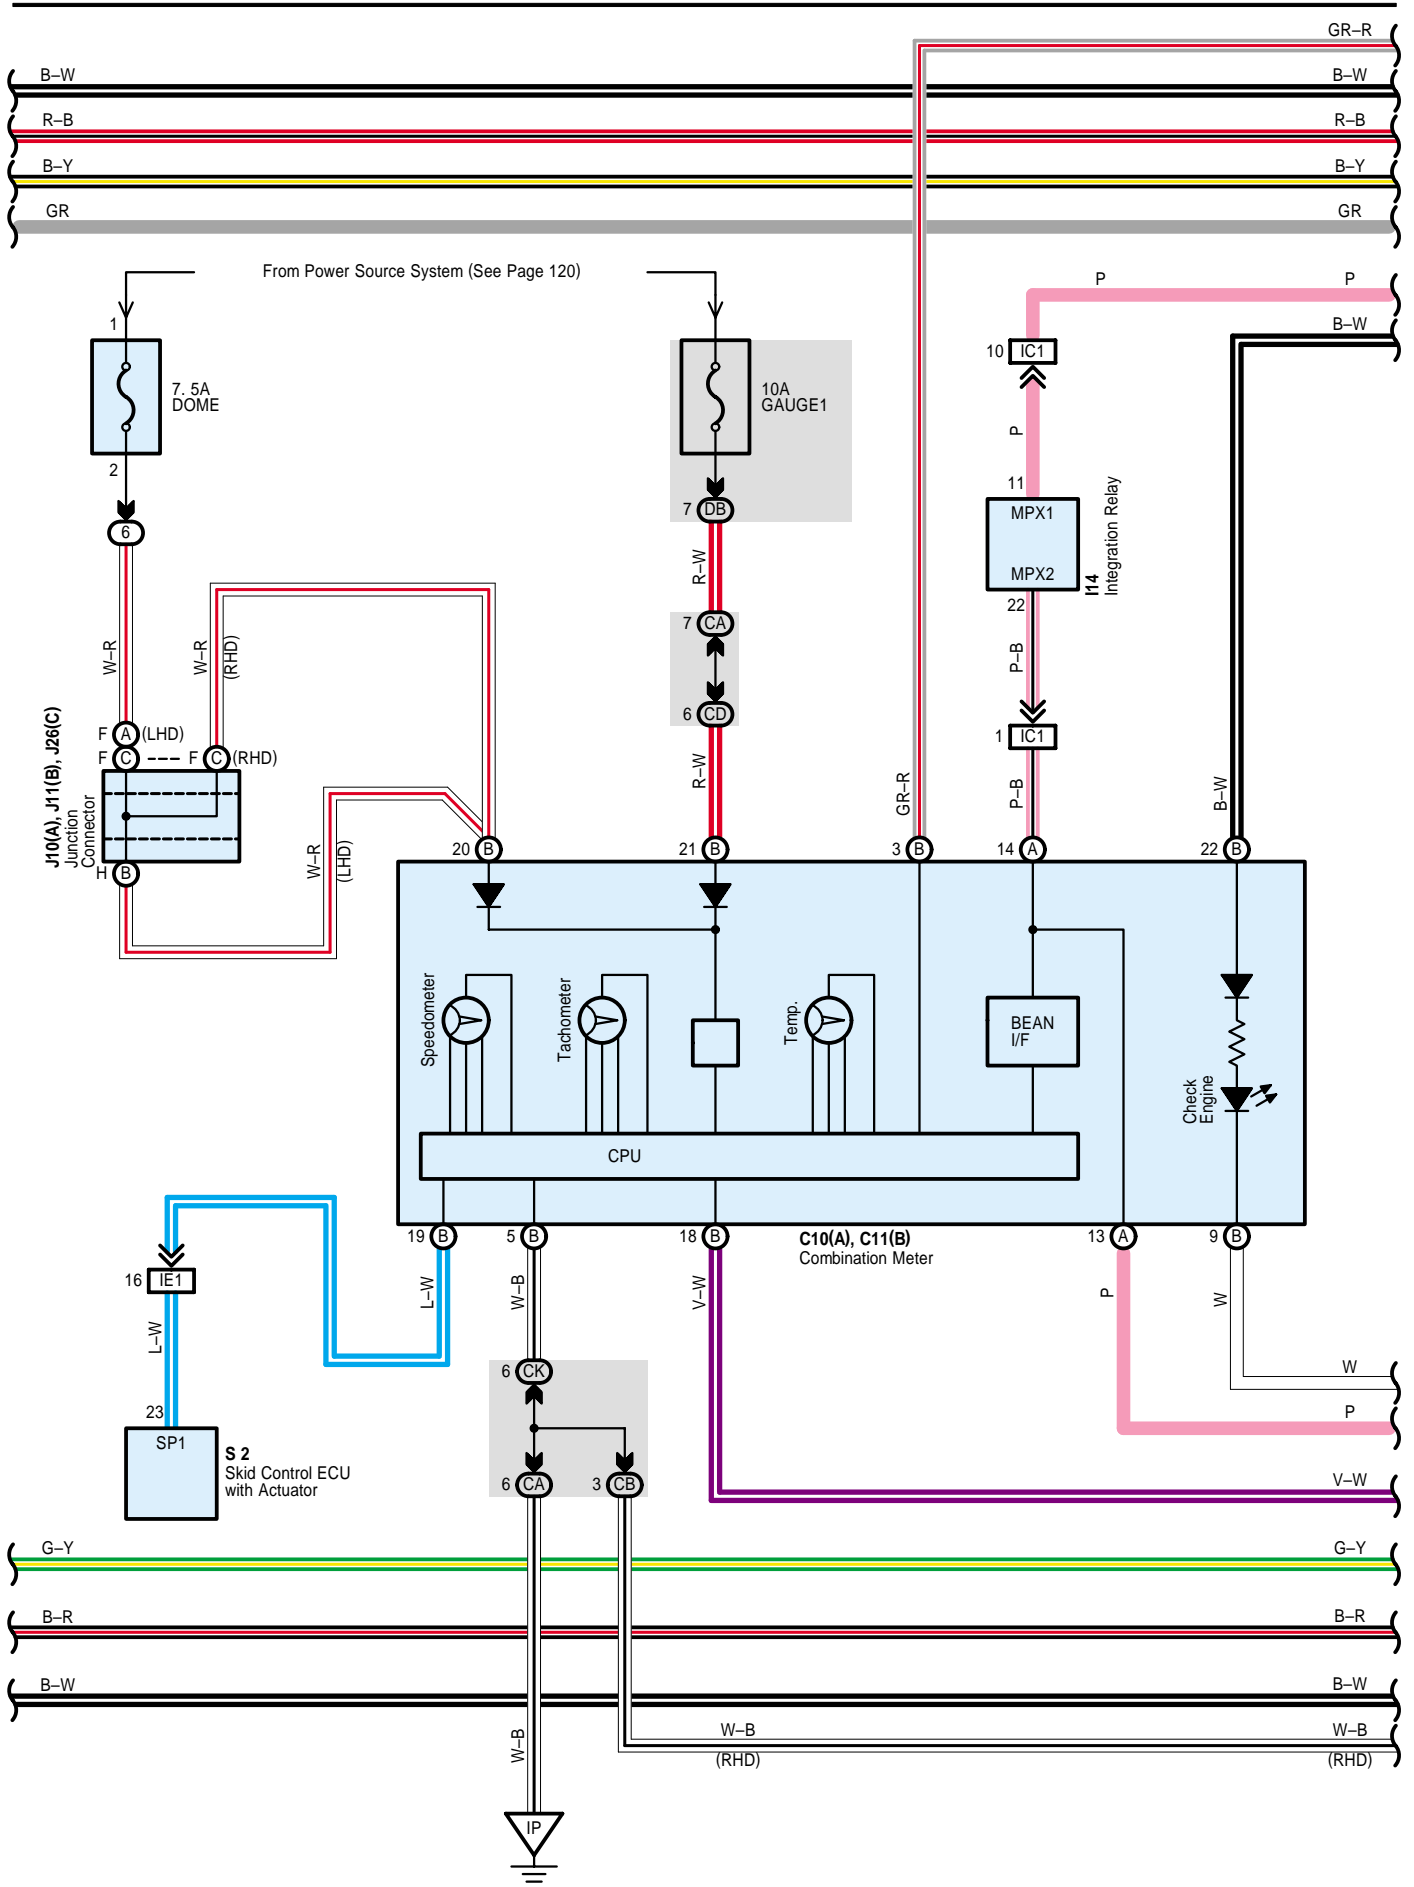 GR–R
B–W B–W
R–B R–B
B–Y B–Y
GR GR
From Power Source System (See Page 120)
P P
B–W
1
10 IC1
7. 5A
DOME
10A
GAUGE1
P
2
11
7 DB
6
MPX1
MPX2
I14
Integration Relay
R–W
22
7 CA
W–R
W–R
(RHD)
P–B
6 CD
F A (LHD)
1 IC1
F C F C (RHD)
J10(A), J11(B), J26(C)
Junction
Connector
R–W
GR–R
P–B
B–W
H B
W–R
(LHD)
20 B
21 B
3 B
14 A
22 B
Speedometer
Tachometer
Temp.
BEAN
I/F
Check
Engine
CPU
19 B
5 B
18 B
C10(A), C11(B)
Combination Meter
13 A
9 B
16 IE1
L–W
L–W
W–B
V–W
P
W
6 CK
W
23
P
SP1
S 2
Skid Control ECU
with Actuator
6 CA
3 CB
V–W
G–Y G–Y
B–R B–R
B–W B–W
W–B
W–B W–B
(RHD) (RHD)
IP